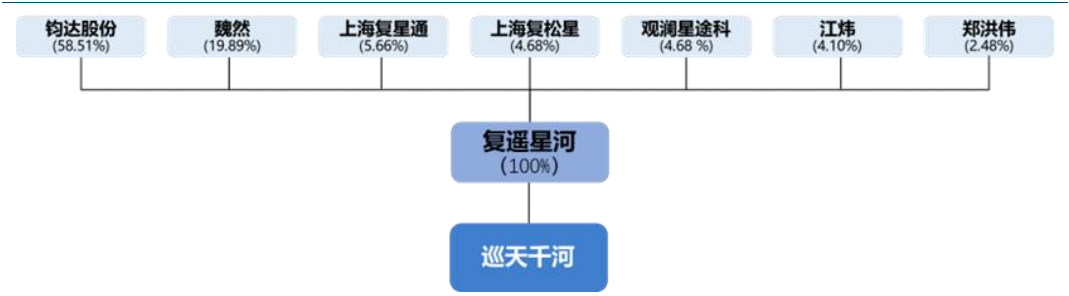 钧达股份
(58.51%)
魏然
(19.89%)
上海复星通
(5.66%)
上海复松星
(4.68%)
观澜星途科
(4.68 %)
江炜
(4.10%)
郑洪伟
(2.48%)
复遥星河
(100%)
巡天千河